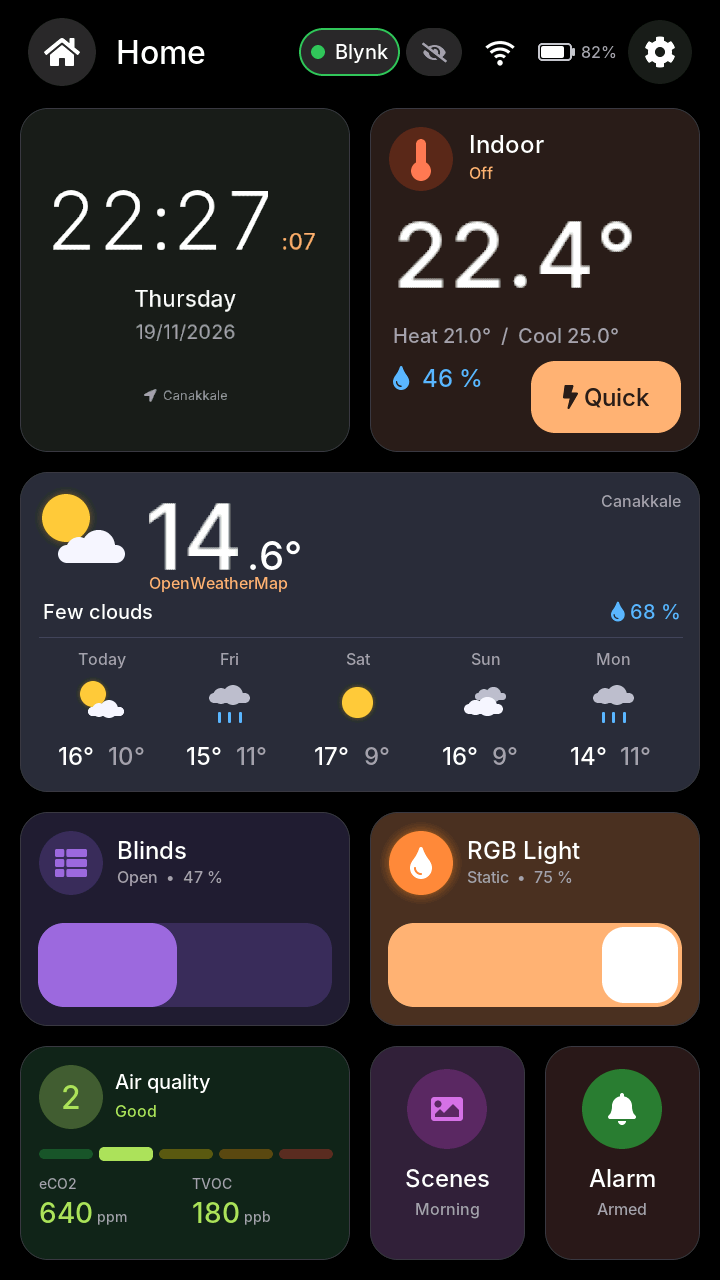 Home
Blynk
82%
22:27 :07
Thursday
19/11/2026
Canakkale
Indoor
Off
22.4°
Heat 21.0° / Cool 25.0°
46 %
Quick
14.6°
OpenWeatherMap
Canakkale
Few clouds
68 %
Today Fri Sat Sun Mon
16° 10° 15° 11° 17° 9° 16° 9° 14° 11°
Blinds
Open • 47 %
RGB Light
Static • 75 %
2
Air quality
Good
eCO2 TVOC
640 ppm 180 ppb
Scenes
Morning
Alarm
Armed